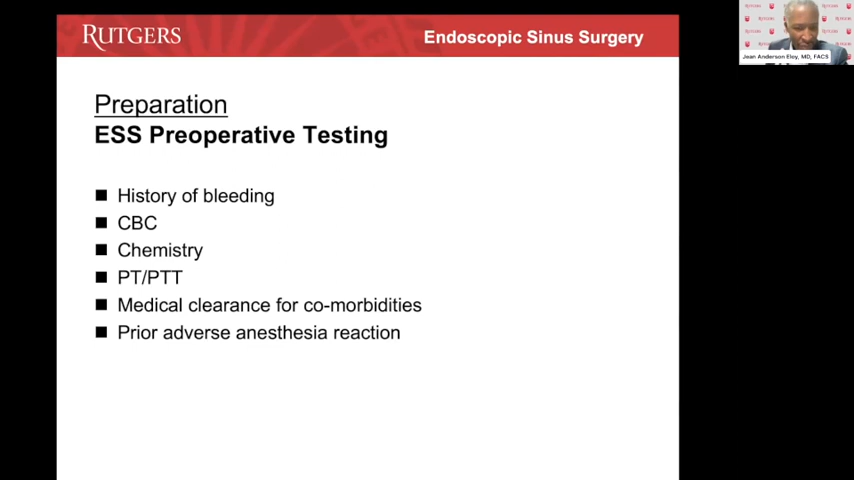 RUTGERS
Endoscopic Sinus Surgery
Preparation
ESS Preoperative Testing
History of bleeding
CBC
Chemistry
PT/PTT
Medical clearance for co-morbidities
Prior adverse anesthesia reaction
Jean Anderson Eloy, MD, FACS